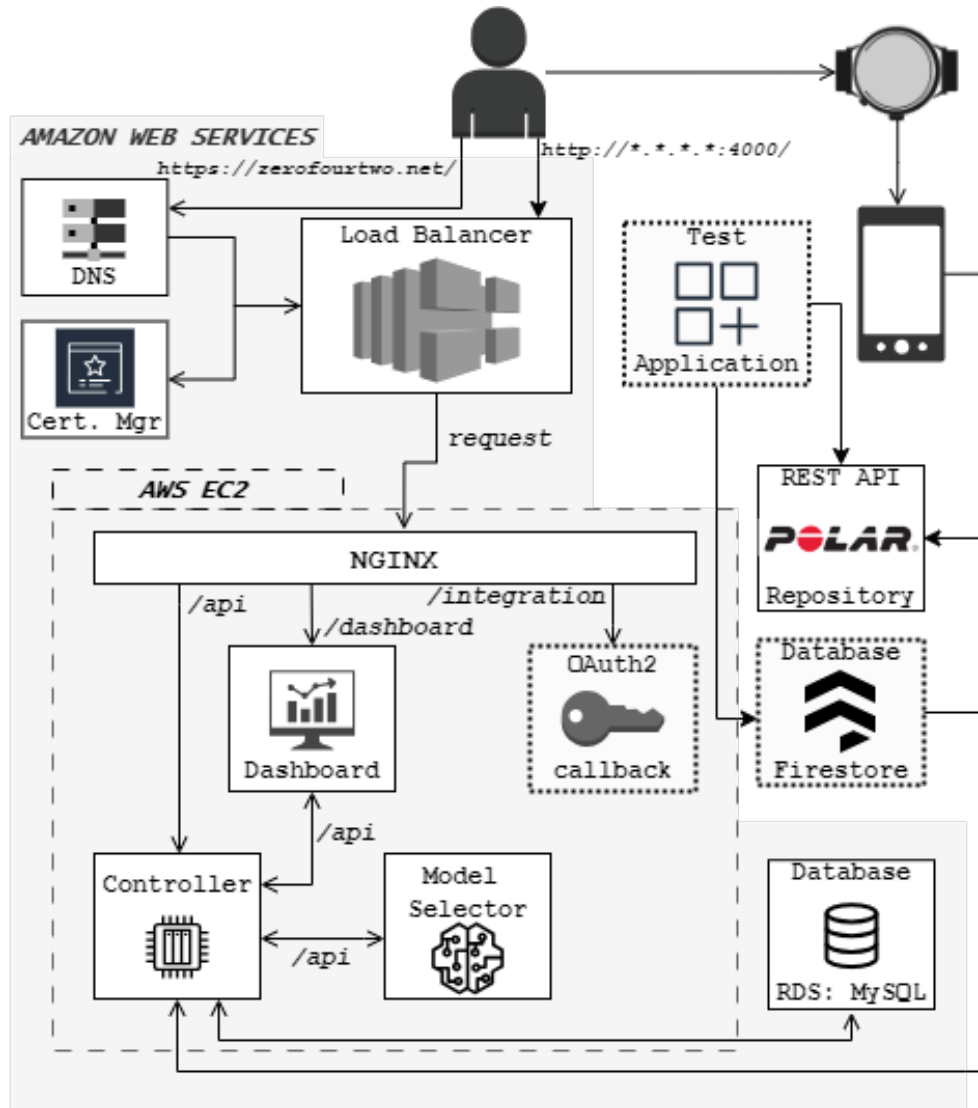 AMAZON WEB SERVICES
https://zerofourtwo.net/
http://*.*.*.*:4000/
DNS
Load Balancer
Test
Application
Cert. Mgr
request
REST API
POLAR
Repository
AWS EC2
NGINX
/api
/dashboard
/integration
Dashboard
OAuth2
callback
Database
Firestore
/api
Controller
/api
Model
Selector
Database
RDS: MySQL